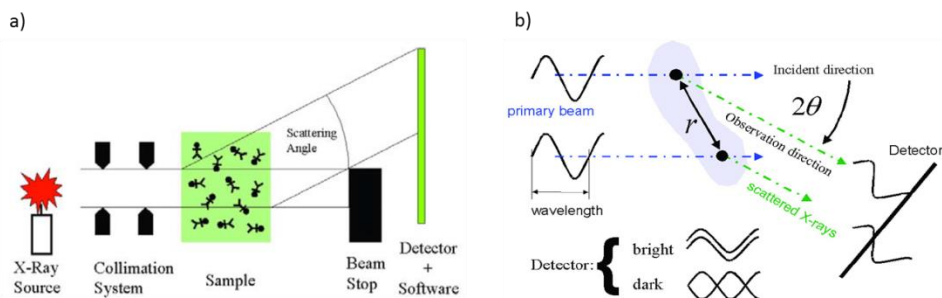 a)
Scattering
Angle
X-Ray
Source
Collimation
System
Sample
Beam
Stop
Detector
+
Software
b)
primary beam
Incident direction
2θ
r
Observation direction
Detector
wavelength
scattered X-rays
Detector: {
bright
dark